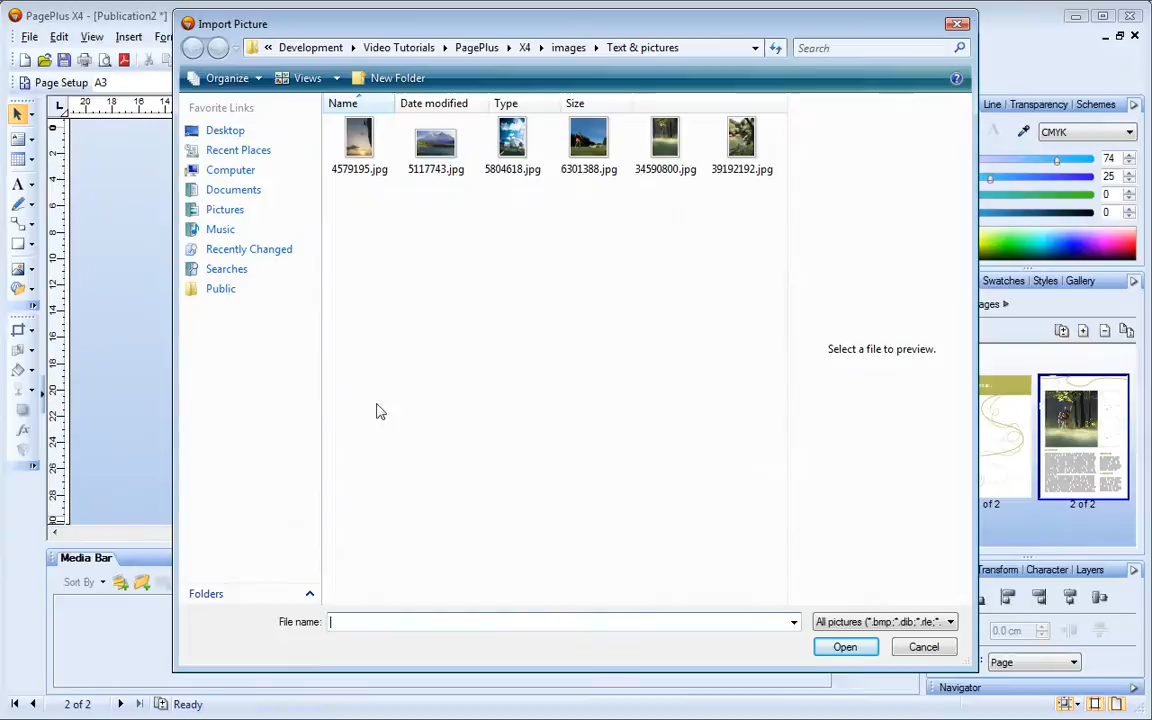 PagePlus X4 - [Publication2 *]
Import Picture
File Edit View Insert
« Development Video Tutorials PagePlus X4 images Text & pictures
Search
Organize Views New Folder
Page Setup A3
20 18 16
Favorite Links
Name Date modified Type Size
Line Transparency Schemes
Desktop
Recent Places
Computer
Documents
Pictures
Music
Recently Changed
Searches
Public
4579195.jpg 5117743.jpg 5804618.jpg 6301388.jpg 34590800.jpg 39192192.jpg
CMYK
74
25
0
0
Swatches Styles Gallery
ages
Select a file to preview.
of 2 2 of 2
Media Bar
Sort By
Folders
Transform Character Layers
File name:
All pictures (*.bmp;*.dib;*.rle;*.
0.0 cm
Open Cancel
Page
Navigator
2 of 2 Ready